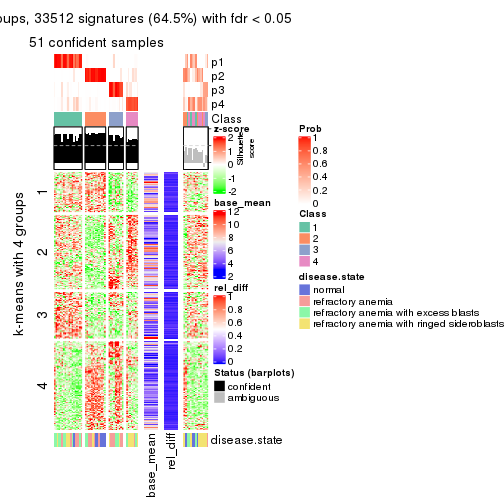 oups, 33512 signatures (64.5%) with fdr < 0.05
51 confident samples
p1
p2
p3
p4
Class
Silhouette
score
1
2
3
4
k-means with 4 groups
disease.state
base_mean
rel_diff
z-score
2
1
0
-1
-2
base_mean
12
10
8
6
4
2
rel_diff
1
0.8
0.6
0.4
0.2
0
Status (barplots)
confident
ambiguous
Prob
1
0.8
0.6
0.4
0.2
0
Class
1
2
3
4
disease.state
normal
refractory anemia
refractory anemia with excess blasts
refractory anemia with ringed sideroblasts